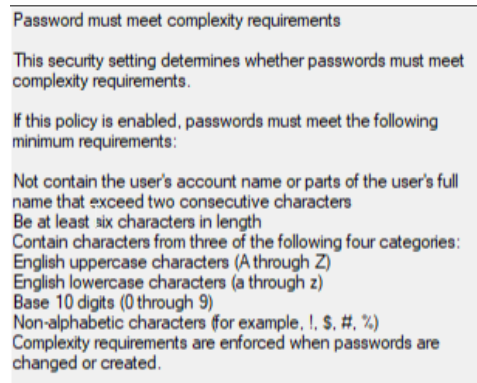 Password must meet complexity requirements
This security setting determines whether passwords must meet
complexity requirements.
If this policy is enabled, passwords must meet the following
minimum requirements:
Not contain the user's account name or parts of the user's full
name that exceed two consecutive characters
Be at least six characters in length
Contain characters from three of the following four categories:
English uppercase characters (A through Z)
English lowercase characters (a through z)
Base 10 digits (0 through 9)
Non-alphabetic characters (for example, !, $, #, %)
Complexity requirements are enforced when passwords are
changed or created.